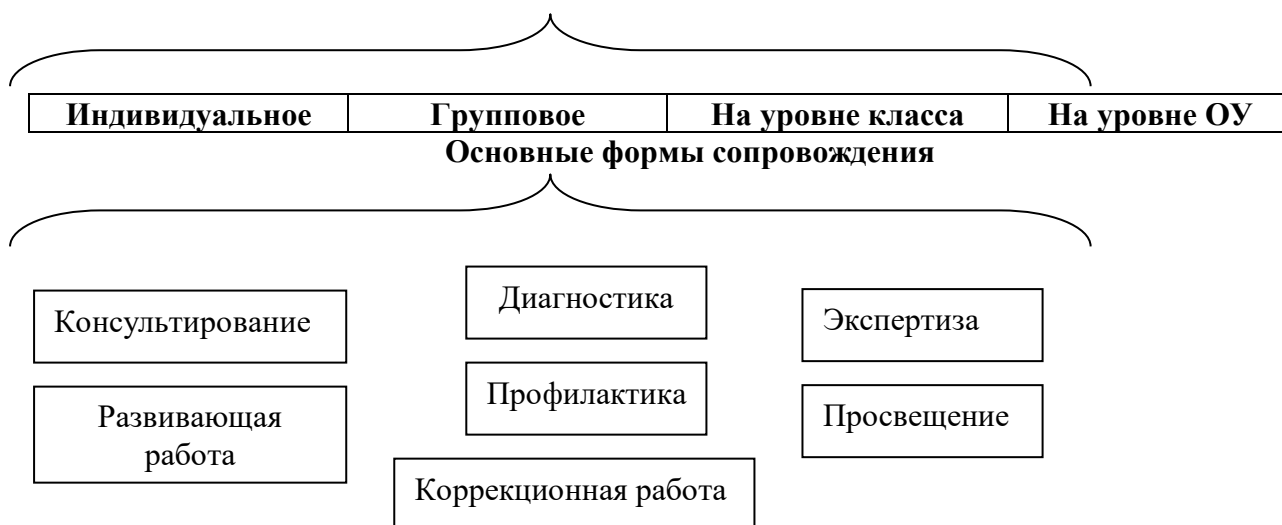 Индивидуальное Групповое На уровне класса На уровне ОУ
Основные формы сопровождения
Консультирование
Диагностика
Экспертиза
Развивающая
работа
Профилактика
Просвещение
Коррекционная работа